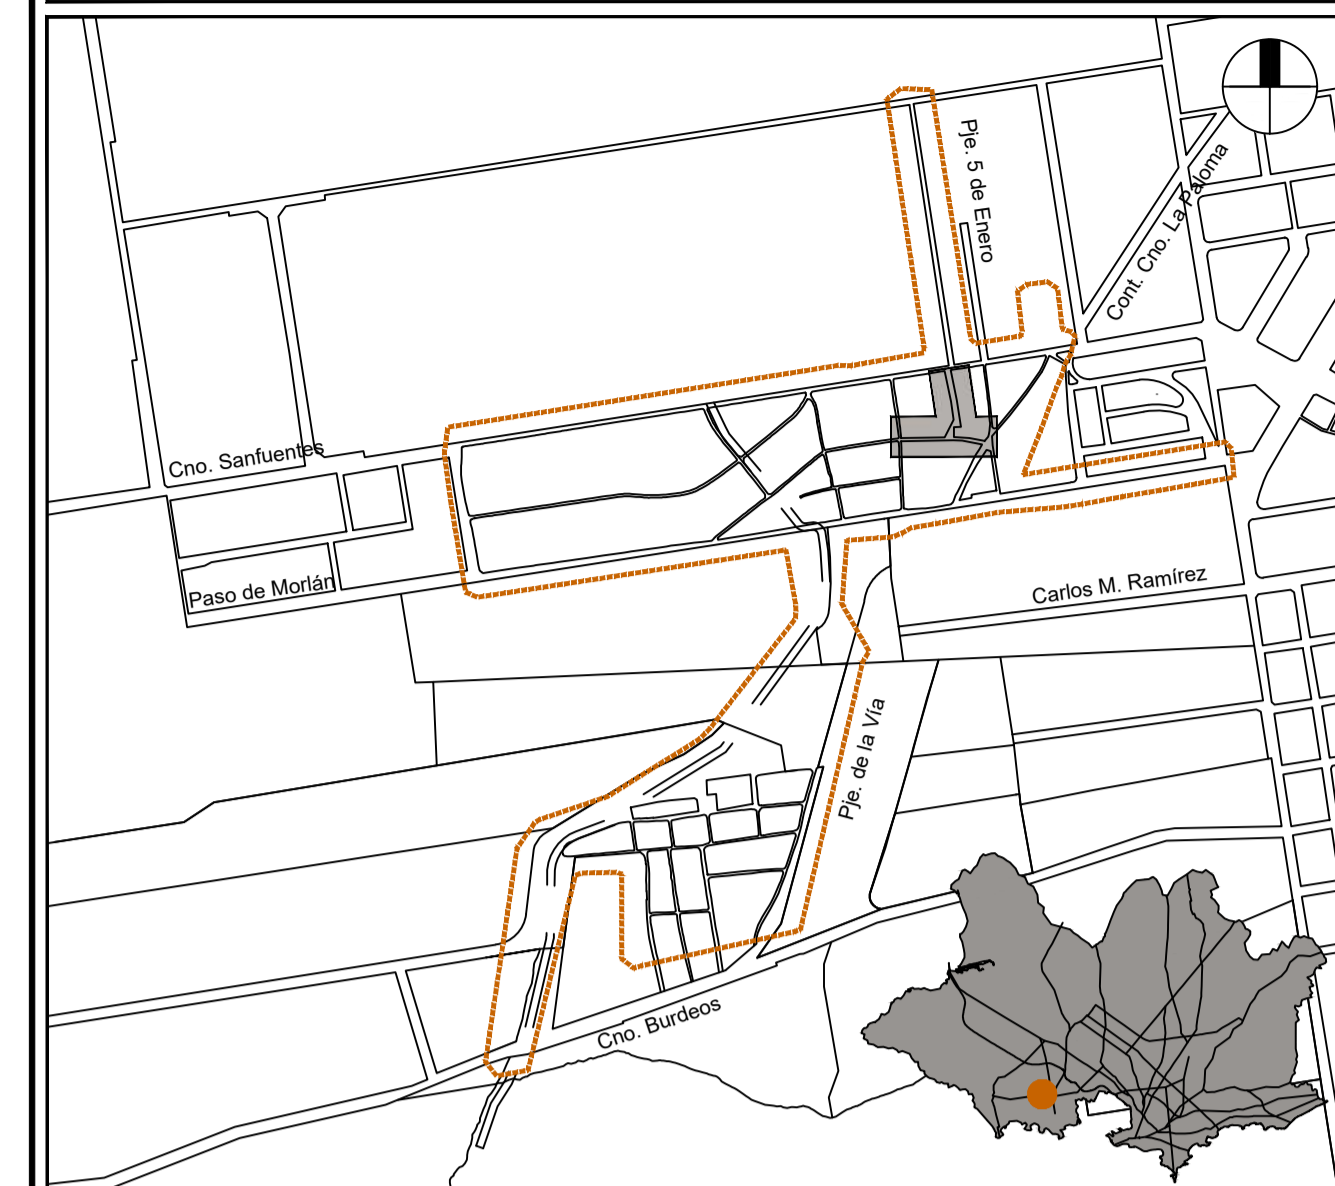 Pje. 5 de Enero
Cont. Cno. La Paloma
Cno. Sanfuentes
Paso de Morlán
Carlos M. Ramírez
Pje. de la Vía
Cno. Burdeos